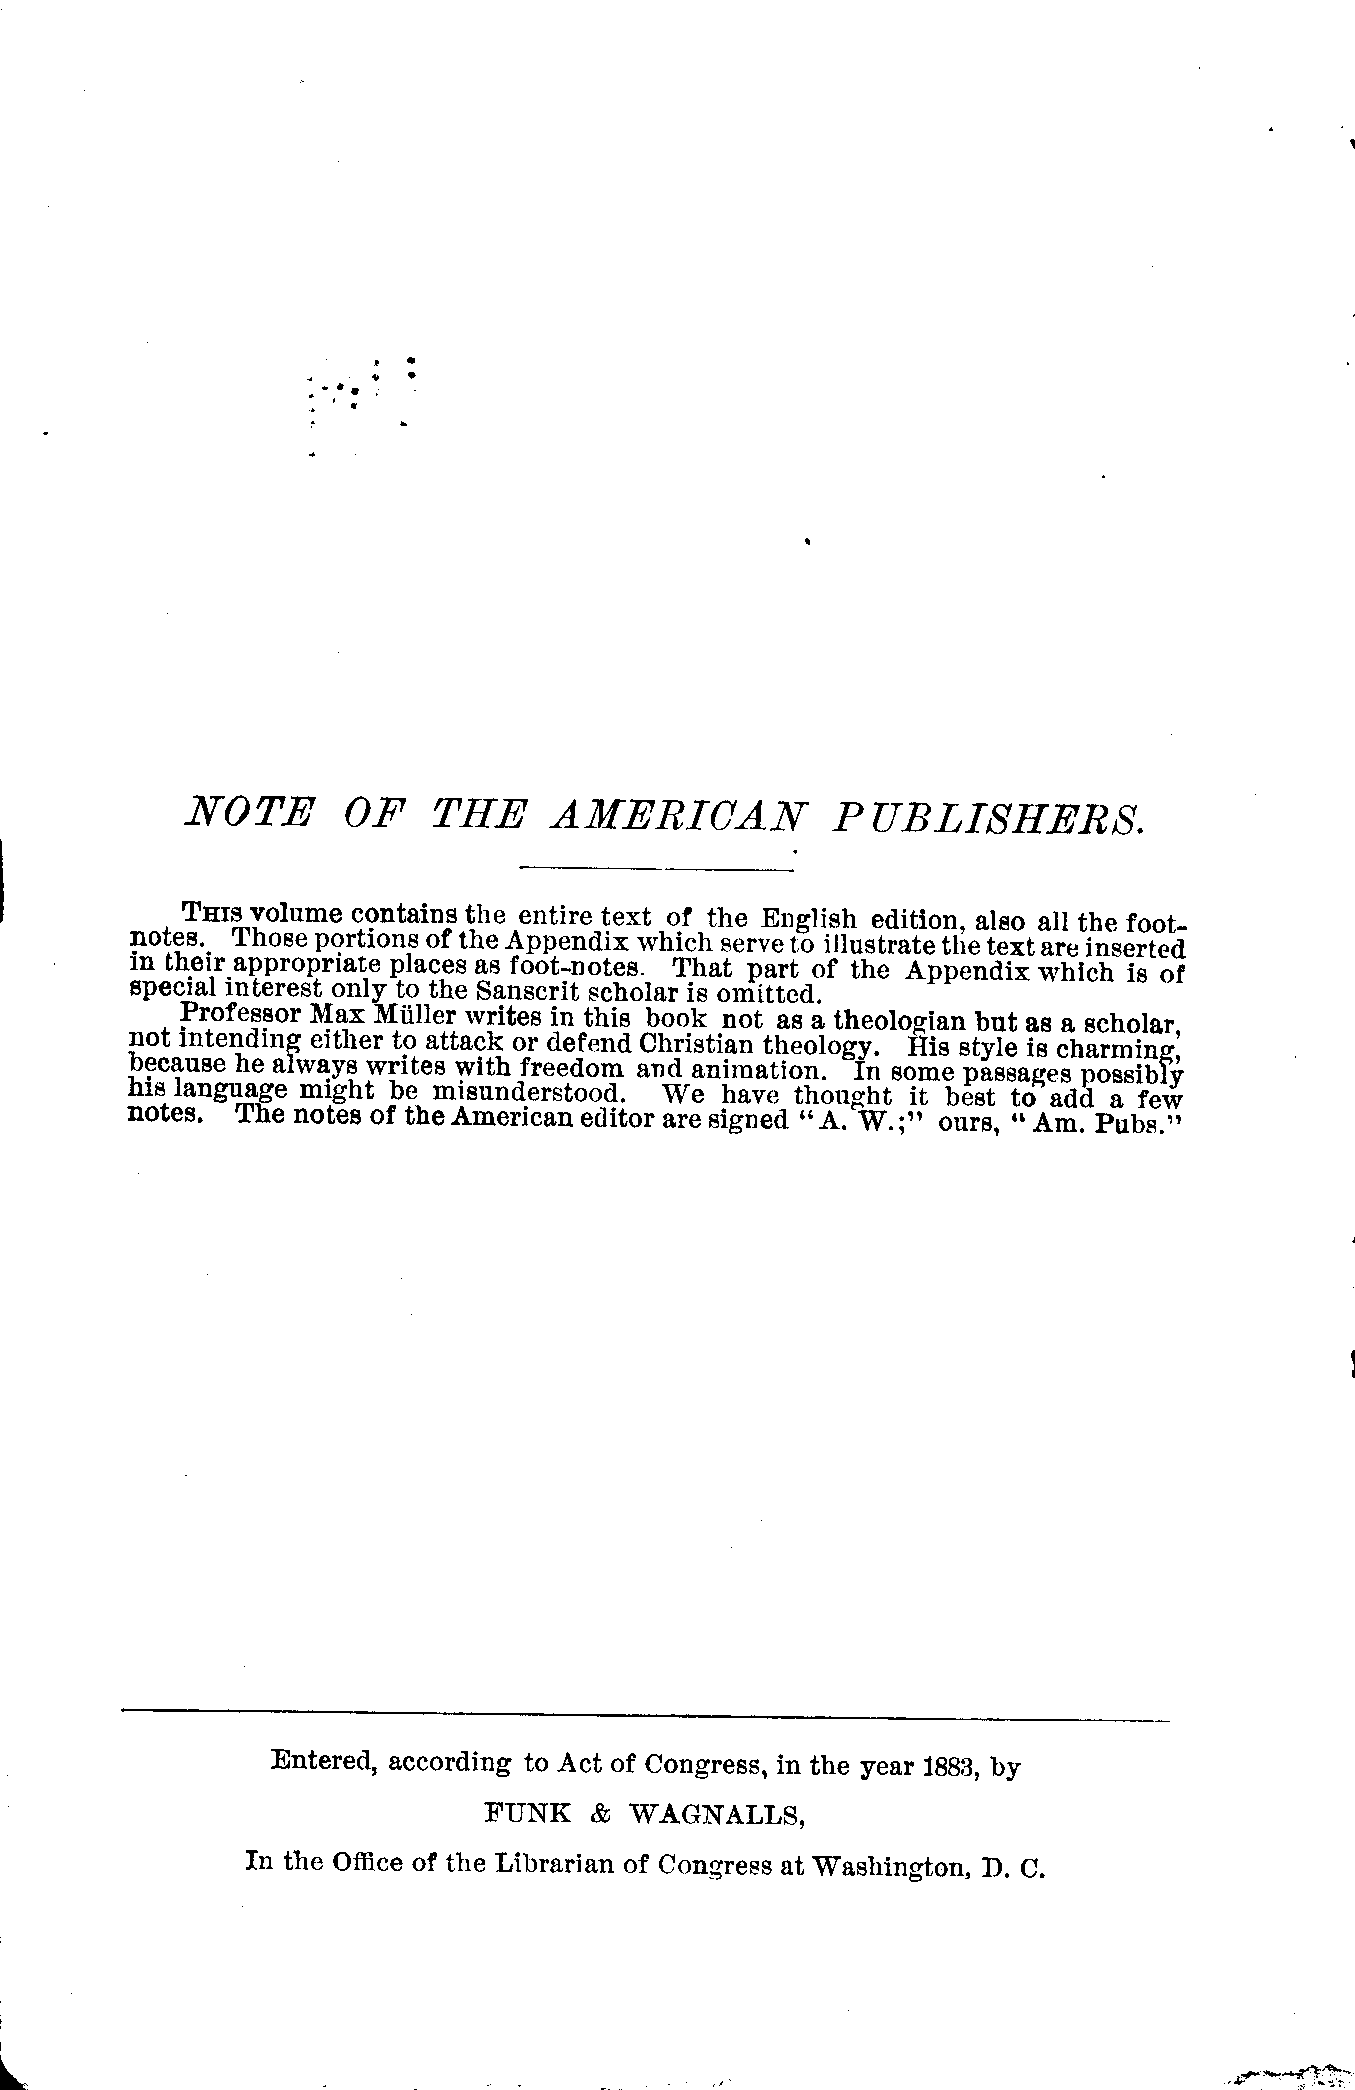 NOTE OF THE AMERICAN PUBLISHERS.
THIS volume contains the entire text of the English edition, also all the foot-
notes. Those portions of the Appendix which serve to illustrate the text are inserted
in their appropriate places as foot-notes. That part of the Appendix which is of
special interest only to the Sanscrit scholar is omitted.
Professor Max Müller writes in this book not as a theologian but as a scholar,
not intending either to attack or defend Christian theology. His style is charming,
because he always writes with freedom and animation. In some passages possibly
his language might be misunderstood. We have thought it best to add a few
notes. The notes of the American editor are signed "A. W.;" ours, "Am. Pubs."
Entered, according to Act of Congress, in the year 1883, by
FUNK & WAGNALLS,
In the Office of the Librarian of Congress at Washington, D. C.